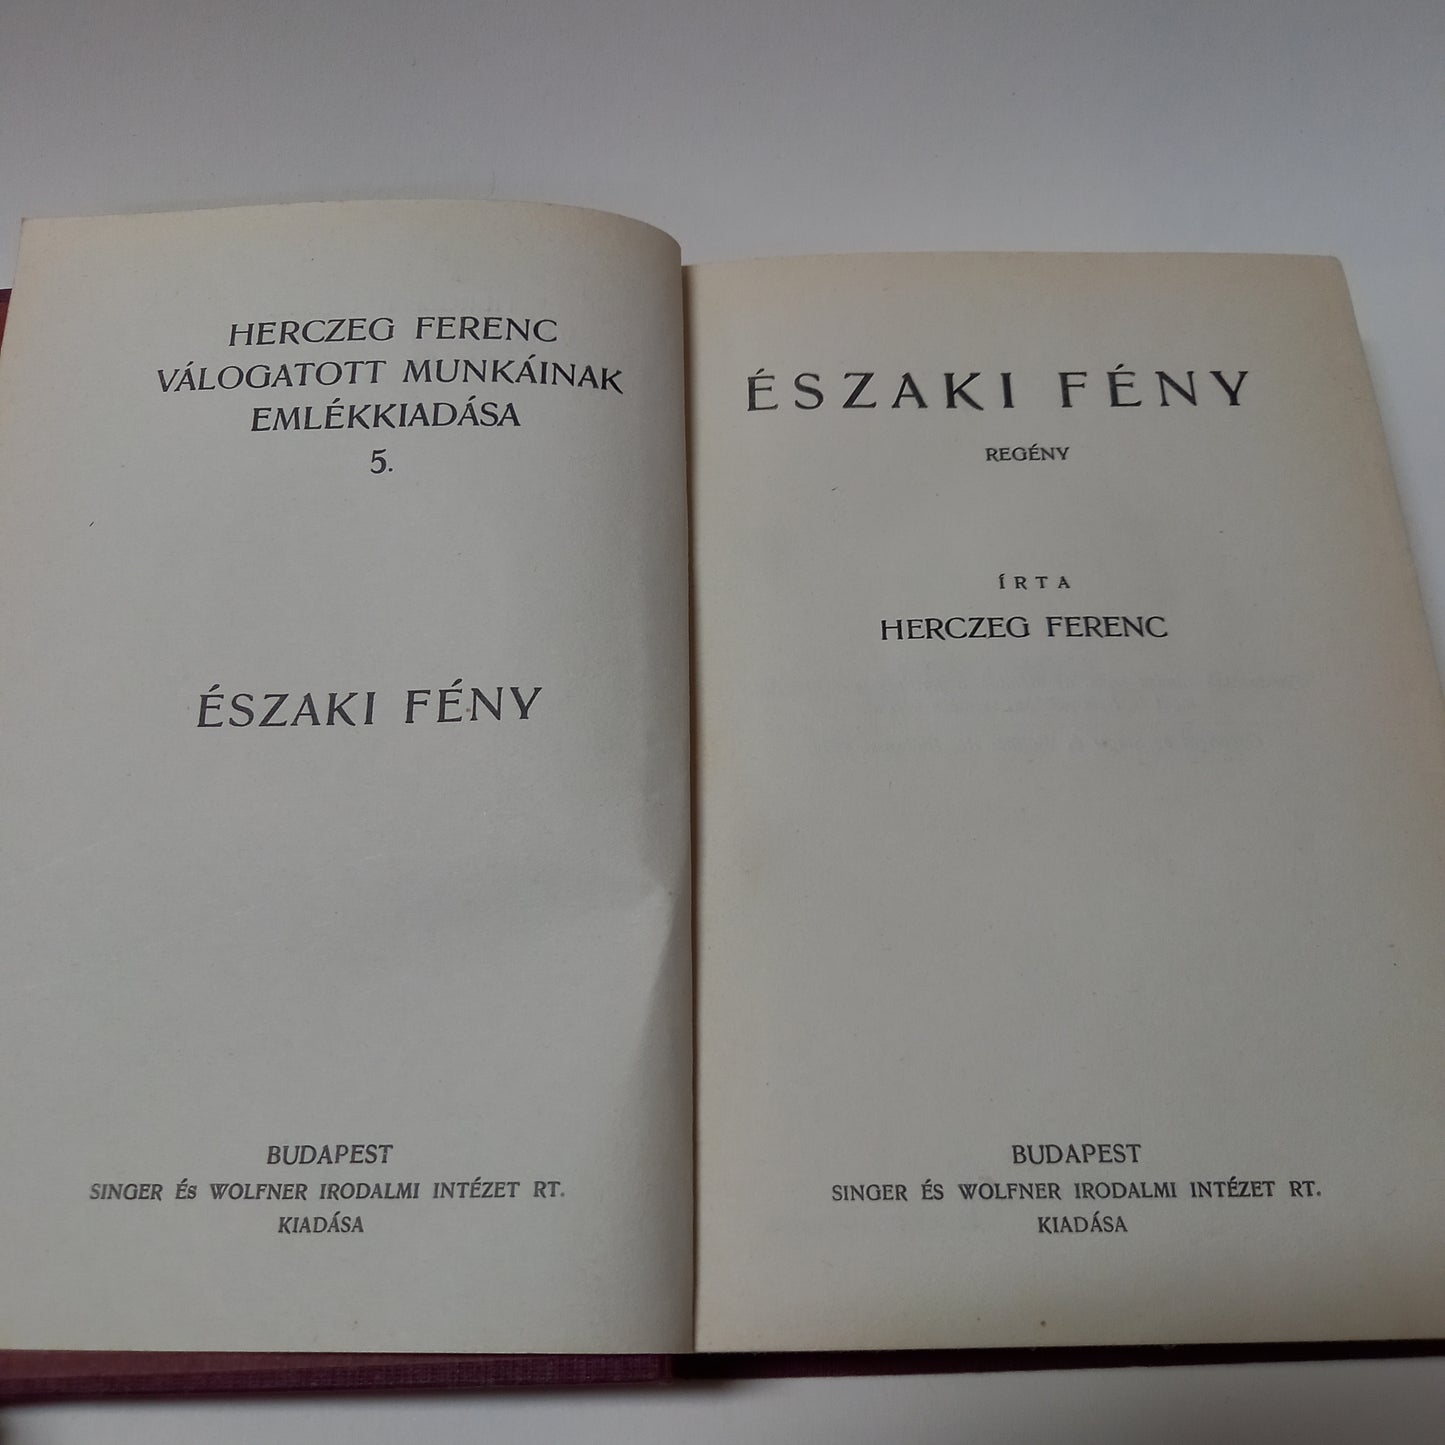 HERCZEG FERENC
VÁLOGATOTT MUNKÁINAK
EMLÉKKIADÁSA
5.
ÉSZAKI FÉNY
BUDAPEST
SINGER ÉS WOLFNER IRODALMI INTÉZET RT.
KIADÁSA
ÉSZAKI FÉNY
REGÉNY
ÍRTA
HERCZEG FERENC
BUDAPEST
SINGER ÉS WOLFNER IRODALMI INTÉZET RT.
KIADÁSA